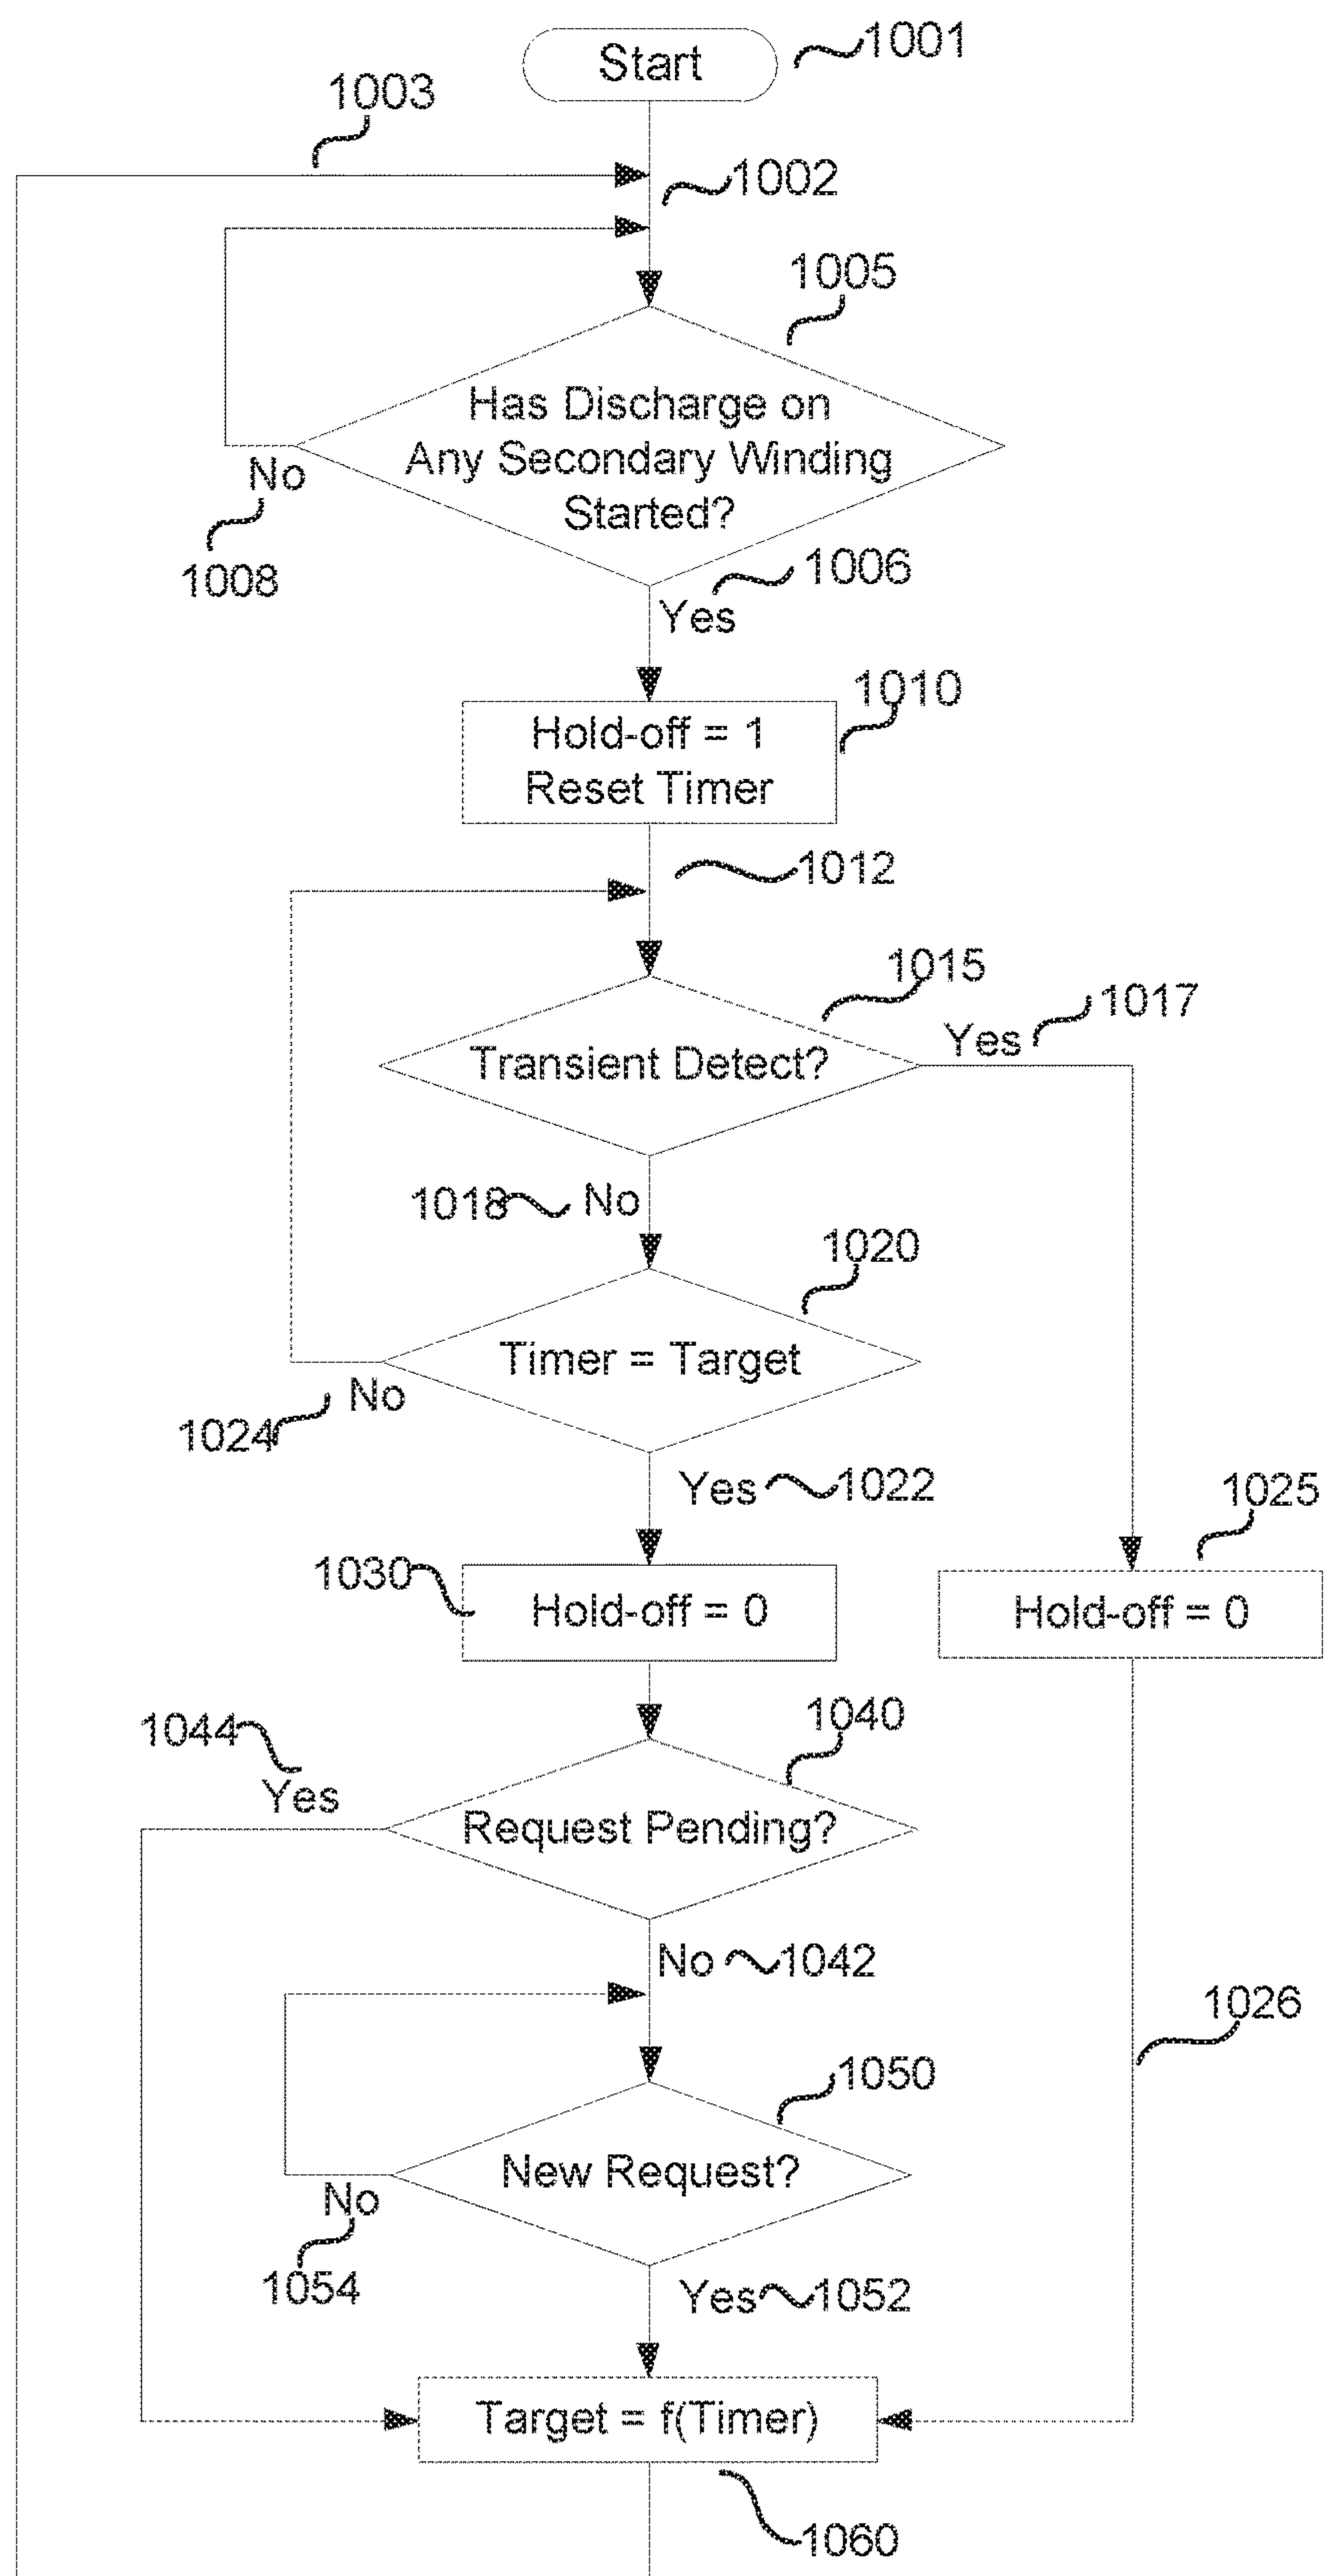 Start
1001
1003
1002
1005
Has Discharge on
Any Secondary Winding
Started?
No
1008
1006
Yes
1010
Hold-off = 1
Reset Timer
1012
1015
Transient Detect?
Yes
1017
1018
No
1020
Timer = Target
No
1024
Yes
1022
1025
1030
Hold-off = 0
Hold-off = 0
1044
Yes
1040
Request Pending?
No
1042
1026
1050
New Request?
No
1054
Yes
1052
Target = f(Timer)
1060